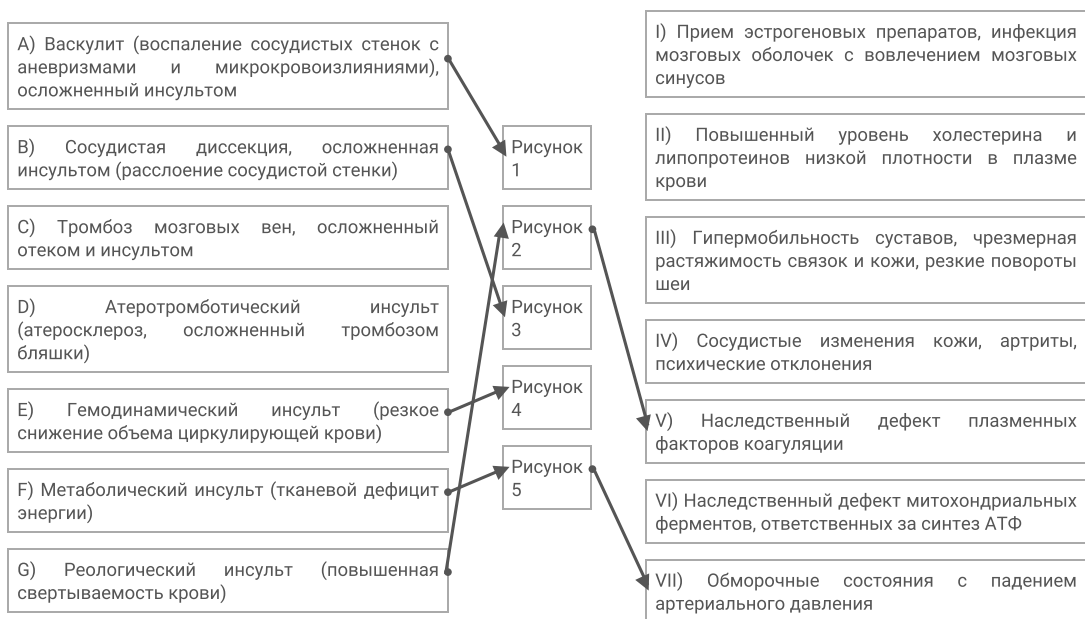 А) Васкулит (воспаление сосудистых стенок с
аневризмами и микрокровоизлияниями),
осложненный инсультом
B) Сосудистая диссекция, осложненная
инсультом (расслоение сосудистой стенки)
C) Тромбоз мозговых вен, осложненный
отеком и инсультом
D) Атеротромботический инсульт
(атеросклероз, осложненный тромбозом
бляшки)
E) Гемодинамический инсульт (резкое
снижение объема циркулирующей крови)
F) Метаболический инсульт (тканевой дефицит
энергии)
G) Реологический инсульт (повышенная
свертываемость крови)
Рисунок
1
Рисунок
2
Рисунок
3
Рисунок
4
Рисунок
5
I) Прием эстрогеновых препаратов, инфекция
мозговых оболочек с вовлечением мозговых
синусов
II) Повышенный уровень холестерина и
липопротеинов низкой плотности в плазме
крови
III) Гипермобильность суставов, чрезмерная
растяжимость связок и кожи, резкие повороты
шеи
IV) Сосудистые изменения кожи, артриты,
психические отклонения
V) Наследственный дефект плазменных
факторов коагуляции
VI) Наследственный дефект митохондриальных
ферментов, ответственных за синтез АТФ
VII) Обморочные состояния с падением
артериального давления